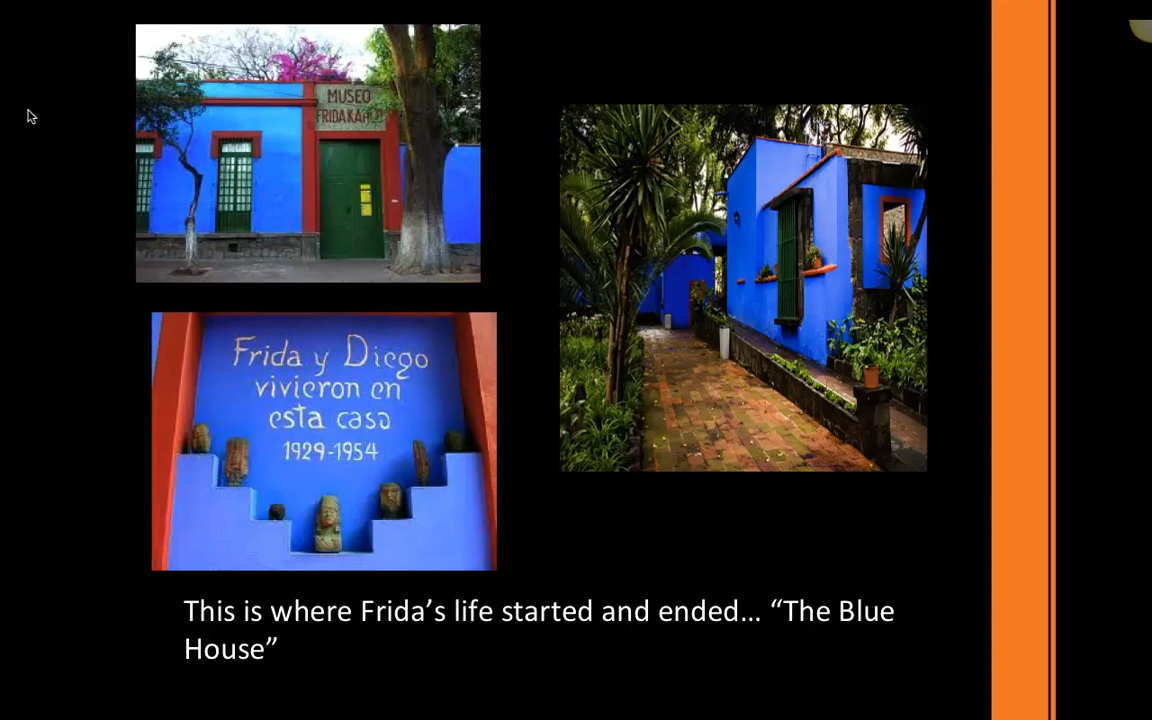 MUSEO
FRIDA KAHLO
Frida y Diego
vivieron en
esta casa
1929-1954
This is where Frida’s life started and ended… “The Blue
House”